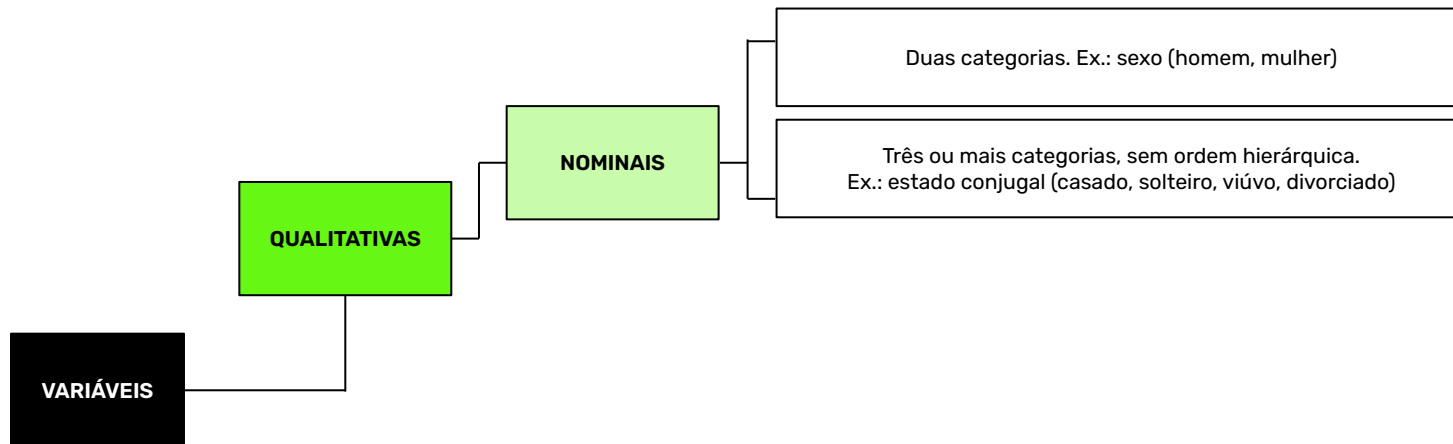 Duas categorias. Ex.: sexo (homem, mulher)
NOMINAIS
Três ou mais categorias, sem ordem hierárquica.
Ex.: estado conjugal (casado, solteiro, viúvo, divorciado)
QUALITATIVAS
VARIÁVEIS